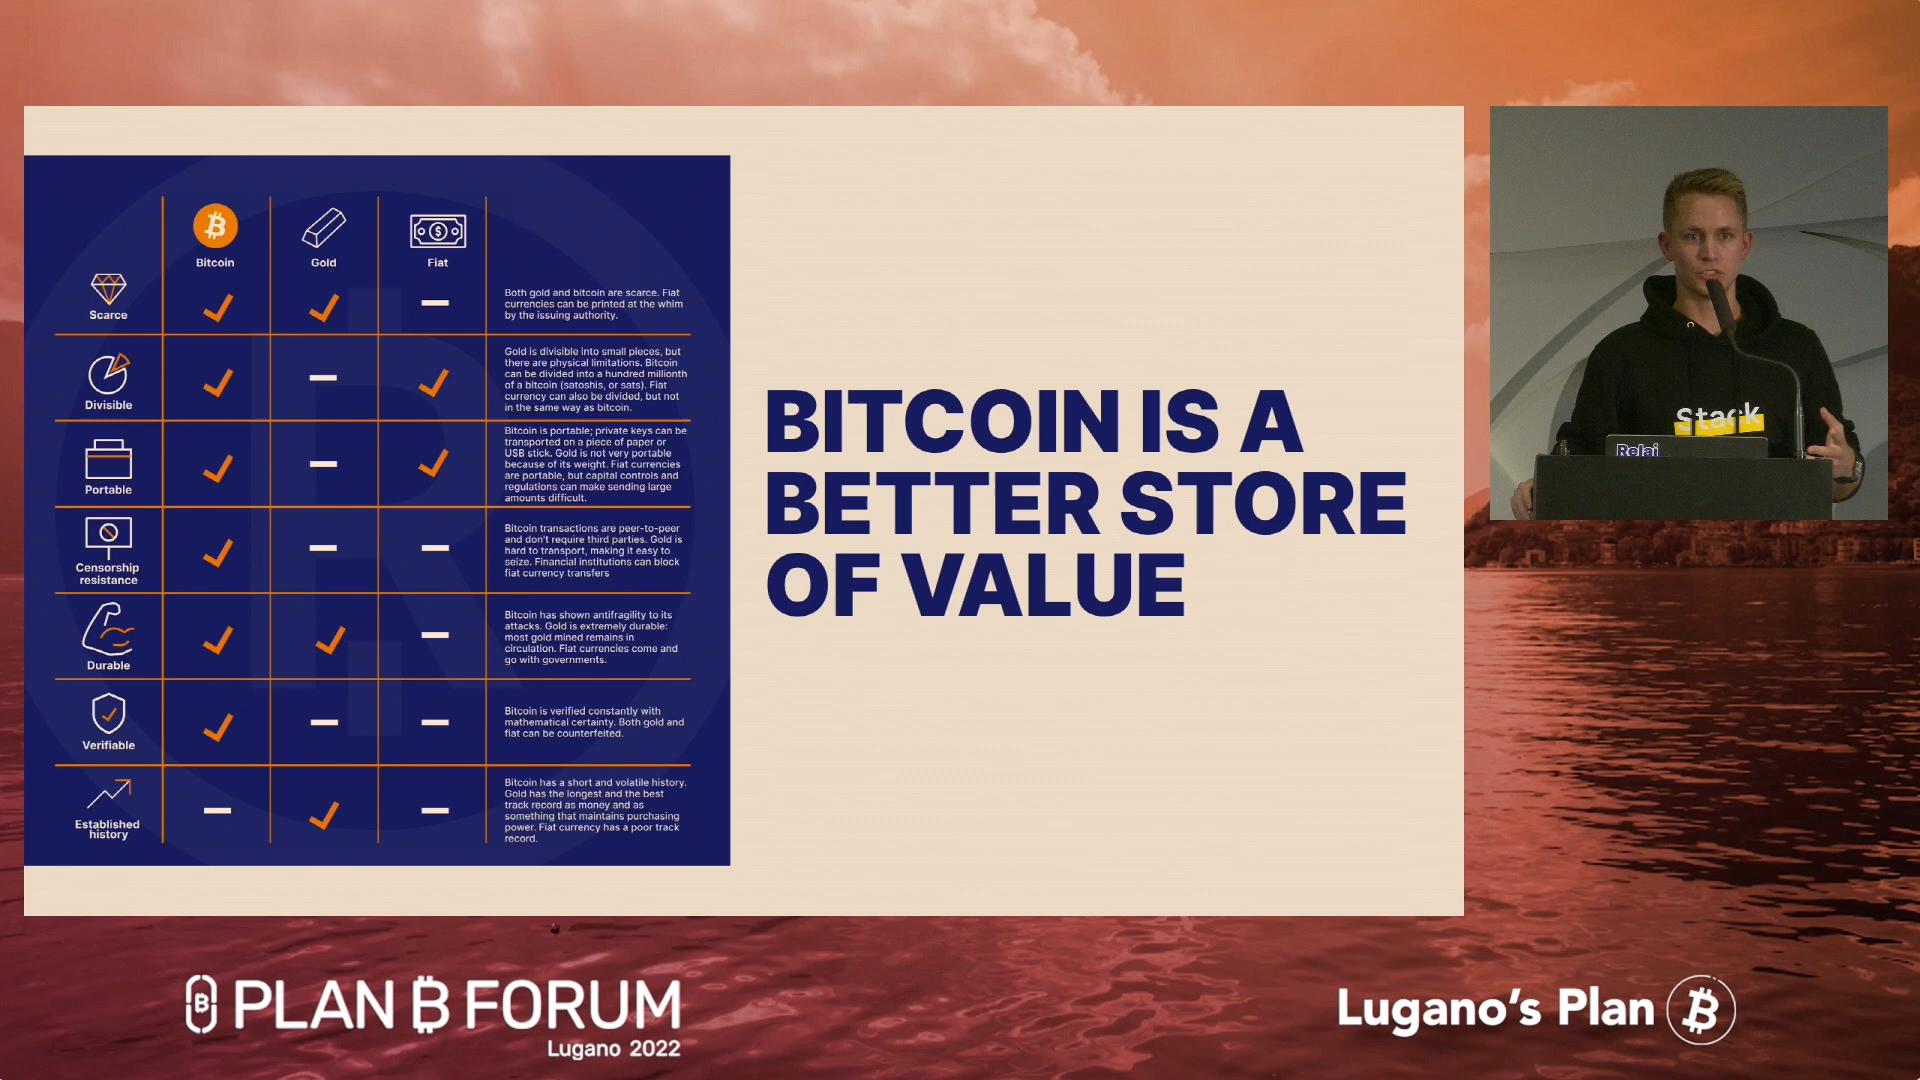 Bitcoin
Gold
Fiat
Scarce
Both gold and bitcoin are scarce. Fiat
currencies can be printed at the whim
by the issuing authority.
Divisible
Gold is divisible into small pieces, but
there are physical limitations. Bitcoin
can be divided into a hundred millionth
of a bitcoin (satoshis, or sats). Fiat
currency can also be divided, but not
in the same way as bitcoin.
Portable
Bitcoin is portable; private keys can be
transported on a piece of paper or
USB stick. Gold is not very portable
because of its weight. Fiat currencies
are portable, but capital controls and
regulations can make sending large
amounts difficult.
Censorship
resistance
Bitcoin transactions are peer-to-peer
and don't require third parties. Gold is
hard to transport, making it easy to
seize. Financial institutions can block
fiat currency transfers
Durable
Bitcoin has shown antifragility to its
attacks. Gold is extremely durable:
most gold mined remains in
circulation. Fiat currencies come and
go with governments.
Verifiable
Bitcoin is verified constantly with
mathematical certainty. Both gold and
fiat can be counterfeited.
Established
history
Bitcoin has a short and volatile history.
Gold has the longest and the best
track record as money and as
something that maintains purchasing
power. Fiat currency has a poor track
record.
BITCOIN IS A
BETTER STORE
OF VALUE
Stack
Relai
PLAN ₿ FORUM
Lugano 2022
Lugano's Plan ₿